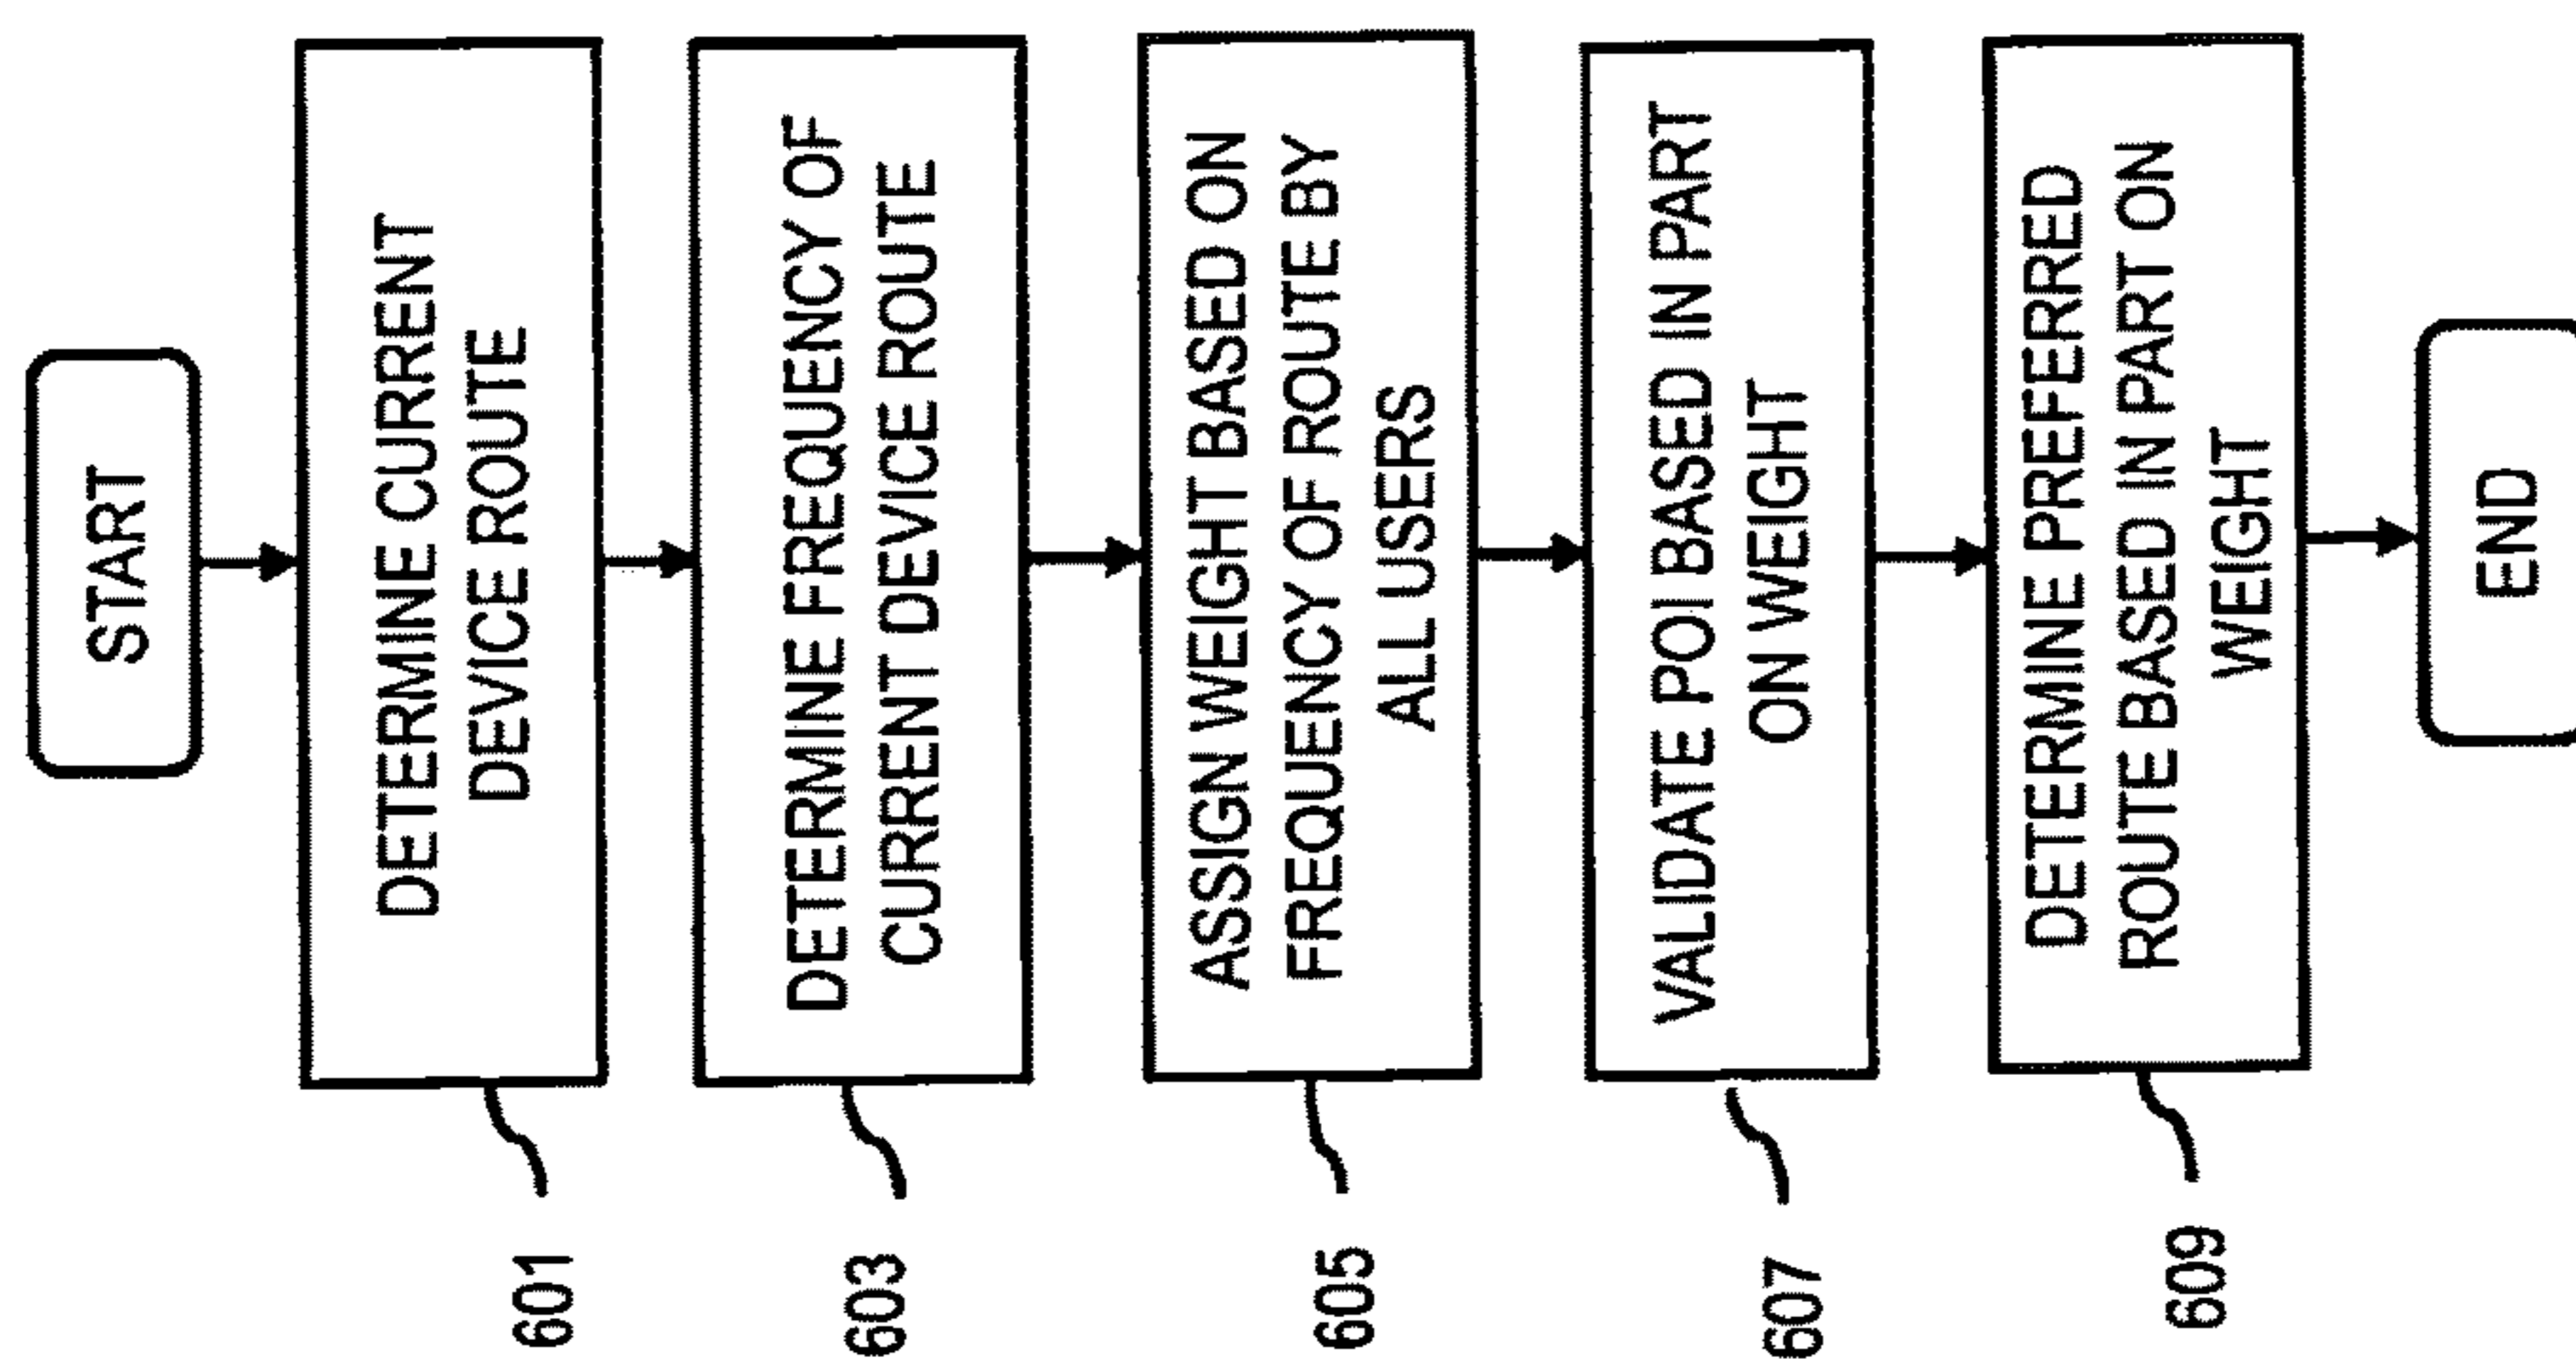 START
DETERMINE CURRENT
DEVICE ROUTE
601
DETERMINE FREQUENCY OF
CURRENT DEVICE ROUTE
603
ASSIGN WEIGHT BASED ON
FREQUENCY OF ROUTE BY
ALL USERS
605
VALIDATE POI BASED IN PART
ON WEIGHT
607
DETERMINE PREFERRED
ROUTE BASED IN PART ON
WEIGHT
609
END